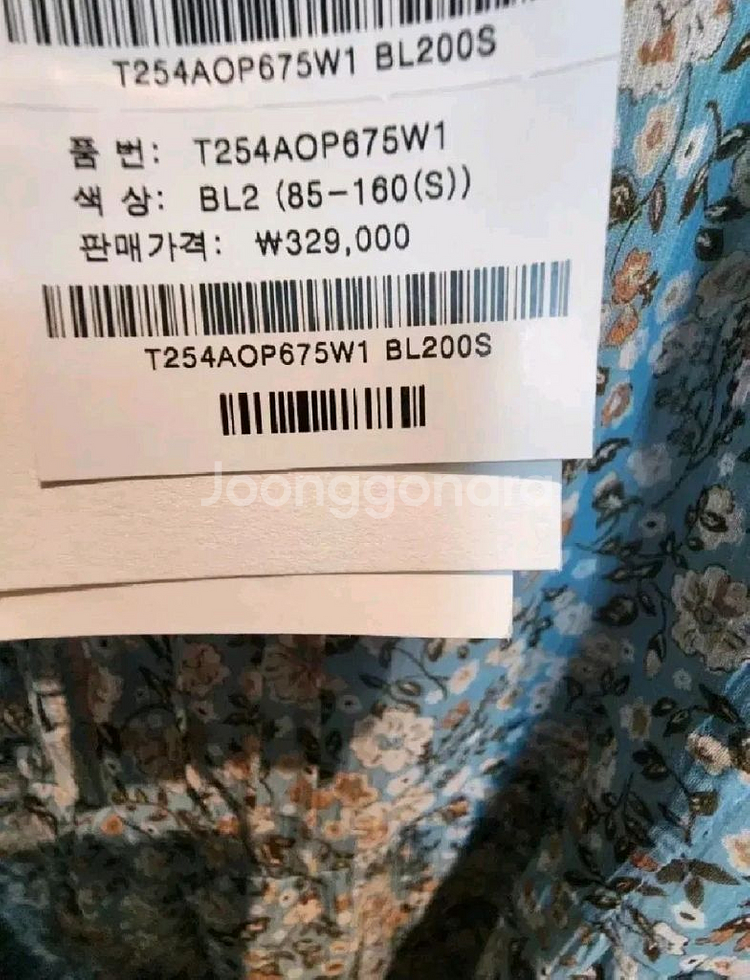 T254AOP675W1 BL200S
품 번: T254AOP675W1
색 상: BL2 (85-160(S))
판매가격: ₩329,000
T254AOP675W1 BL200S
Joonggonara